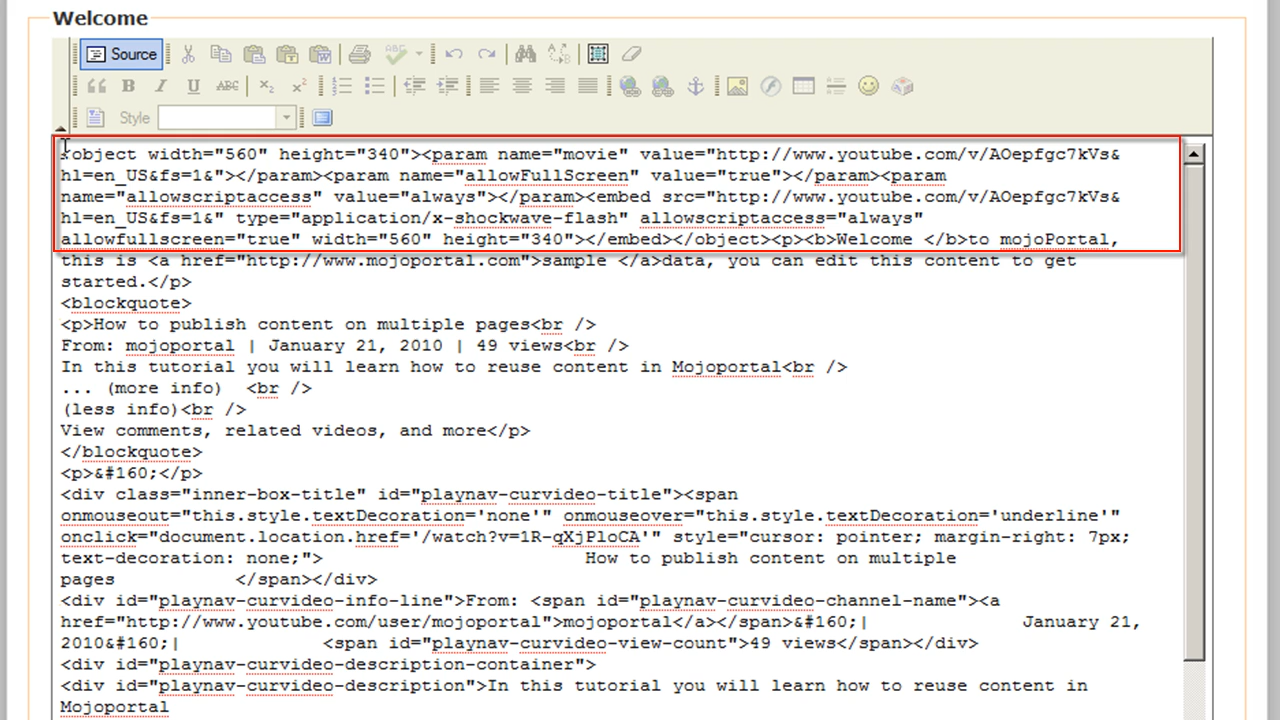 Welcome
Source
ABC
B I U ABC X₂ X²
Style
<object width="560" height="340"><param name="movie" value="http://www.youtube.com/v/AOepfgc7kVs&
hl=en_US&fs=1&"></param><param name="allowFullScreen" value="true"></param><param
name="allowscriptaccess" value="always"></param><embed src="http://www.youtube.com/v/AOepfgc7kVs&
hl=en_US&fs=1&" type="application/x-shockwave-flash" allowscriptaccess="always"
allowfullscreen="true" width="560" height="340"></embed></object><p><b>Welcome </b>to mojoPortal,
this is <a href="http://www.mojoportal.com">sample </a>data, you can edit this content to get
started.</p>
<blockquote>
<p>How to publish content on multiple pages<br />
From: mojoportal | January 21, 2010 | 49 views<br />
In this tutorial you will learn how to reuse content in Mojoportal<br />
... (more info)  <br />
(less info)<br />
View comments, related videos, and more</p>
</blockquote>
<p>&#160;</p>
<div class="inner-box-title" id="playnav-curvideo-title"><span
onmouseout="this.style.textDecoration='none'" onmouseover="this.style.textDecoration='underline'"
onclick="document.location.href='/watch?v=1R-qXjPloCA'" style="cursor: pointer; margin-right: 7px;
text-decoration: none;"> How to publish content on multiple
pages </span></div>
<div id="playnav-curvideo-info-line">From: <span id="playnav-curvideo-channel-name"><a
href="http://www.youtube.com/user/mojoportal">mojoportal</a></span>&#160;| January 21,
2010&#160;| <span id="playnav-curvideo-view-count">49 views</span></div>
<div id="playnav-curvideo-description-container">
<div id="playnav-curvideo-description">In this tutorial you will learn how to reuse content in
Mojoportal